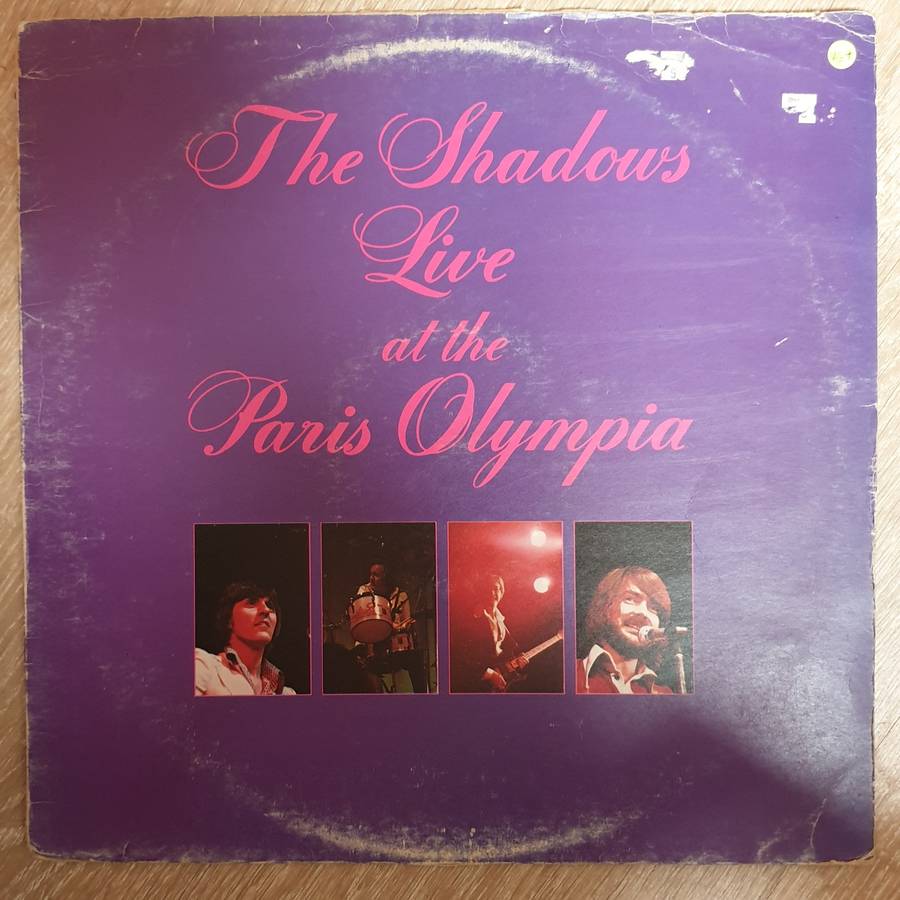 The Shadows
Live
at the
Paris Olympia